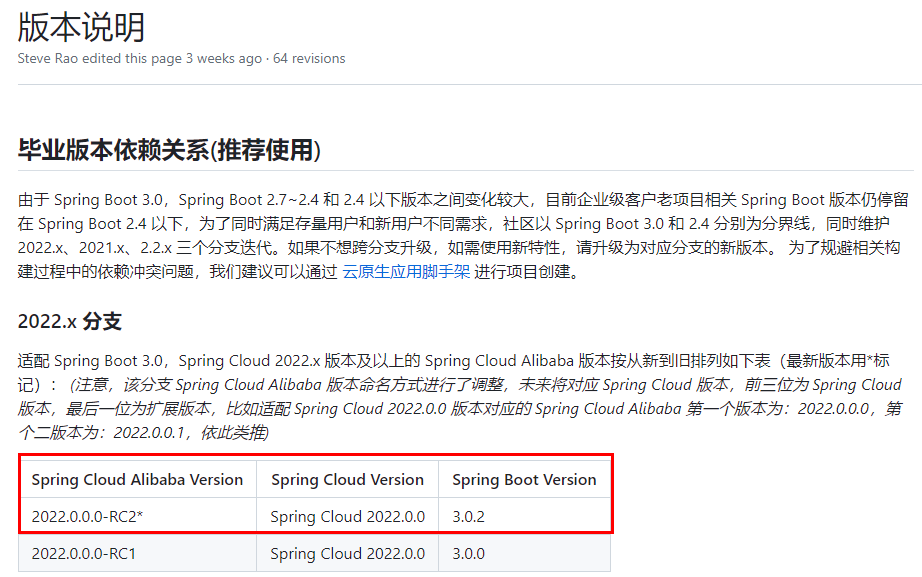 版本说明
Steve Rao edited this page 3 weeks ago · 64 revisions
毕业版本依赖关系(推荐使用)
由于 Spring Boot 3.0，Spring Boot 2.7~2.4 和 2.4 以下版本之间变化较大，目前企业级客户老项目相关 Spring Boot 版本仍停留
在 Spring Boot 2.4 以下，为了同时满足存量用户和新用户不同需求，社区以 Spring Boot 3.0 和 2.4 分别为分界线，同时维护
2022.x、2021.x、2.2.x 三个分支迭代。如果不想跨分支升级，如需使用新特性，请升级为对应分支的新版本。 为了规避相关构
建过程中的依赖冲突问题，我们建议可以通过 云原生应用脚手架 进行项目创建。
2022.x 分支
适配 Spring Boot 3.0，Spring Cloud 2022.x 版本及以上的 Spring Cloud Alibaba 版本按从新到旧排列如下表（最新版本用*标
记）： (注意，该分支 Spring Cloud Alibaba 版本命名方式进行了调整，未来将对应 Spring Cloud 版本，前三位为 Spring Cloud
版本，最后一位为扩展版本，比如适配 Spring Cloud 2022.0.0 版本对应的 Spring Cloud Alibaba 第一个版本为：2022.0.0.0，第
个二版本为：2022.0.0.1，依此类推)
Spring Cloud Alibaba Version Spring Cloud Version Spring Boot Version
2022.0.0.0-RC2* Spring Cloud 2022.0.0 3.0.2
2022.0.0.0-RC1 Spring Cloud 2022.0.0 3.0.0